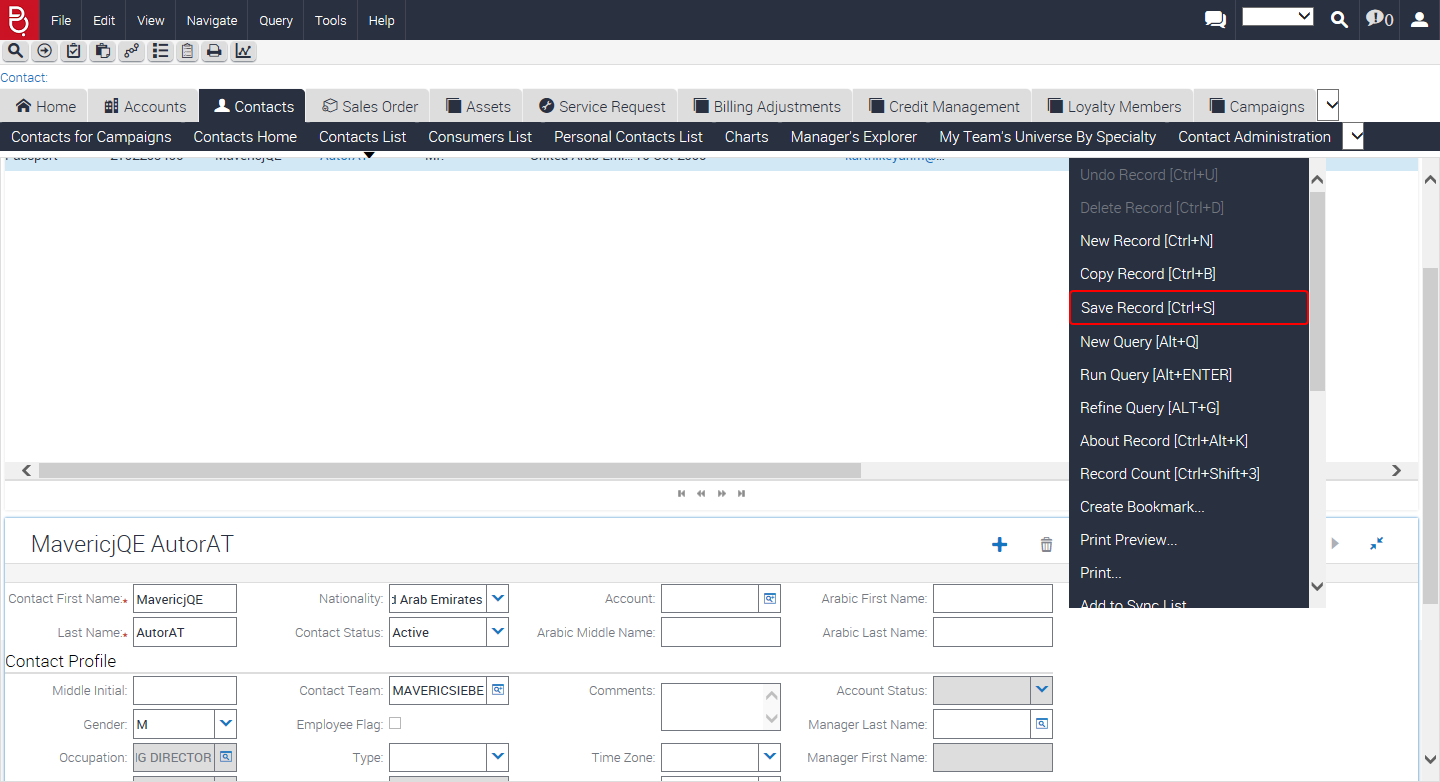 File Edit View Navigate Query Tools Help 0
Contact:
Home Accounts Contacts Sales Order Assets Service Request Billing Adjustments Credit Management Loyalty Members Campaigns
Contacts for Campaigns Contacts Home Contacts List Consumers List Personal Contacts List Charts Manager's Explorer My Team's Universe By Specialty Contact Administration
Undo Record [Ctrl+U]
Delete Record [Ctrl+D]
New Record [Ctrl+N]
Copy Record [Ctrl+B]
Save Record [Ctrl+S]
New Query [Alt+Q]
Run Query [Alt+ENTER]
Refine Query [ALT+G]
About Record [Ctrl+Alt+K]
Record Count [Ctrl+Shift+3]
Create Bookmark...
Print Preview...
Print...
Add to Sync List
MavericjQE AutorAT
Contact First Name:* MavericjQE Nationality: d Arab Emirates Account: Arabic First Name:
Last Name:* AutorAT Contact Status: Active Arabic Middle Name: Arabic Last Name:
Contact Profile
Middle Initial: Contact Team: MAVERICSIEBE Comments: Account Status:
Gender: M Employee Flag: Manager Last Name:
Occupation: IG DIRECTOR Type: Time Zone: Manager First Name: